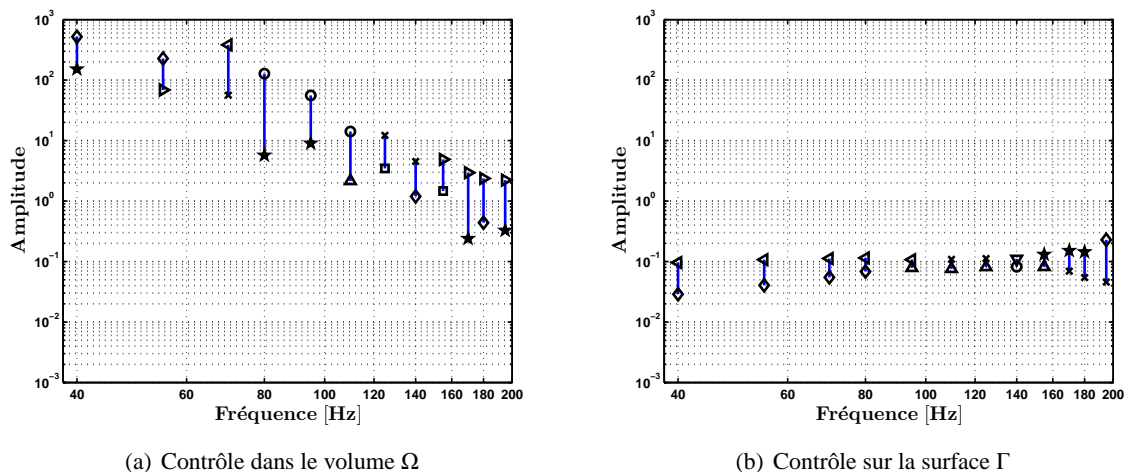 10³
10²
10¹
10⁰
10⁻¹
10⁻²
10⁻³
Amplitude
40 60 80 100 120 140 160 180 200
Fréquence [Hz]
(a) Contrôle dans le volume Ω
10³
10²
10¹
10⁰
10⁻¹
10⁻²
10⁻³
Amplitude
40 60 80 100 120 140 160 180 200
Fréquence [Hz]
(b) Contrôle sur la surface Γ